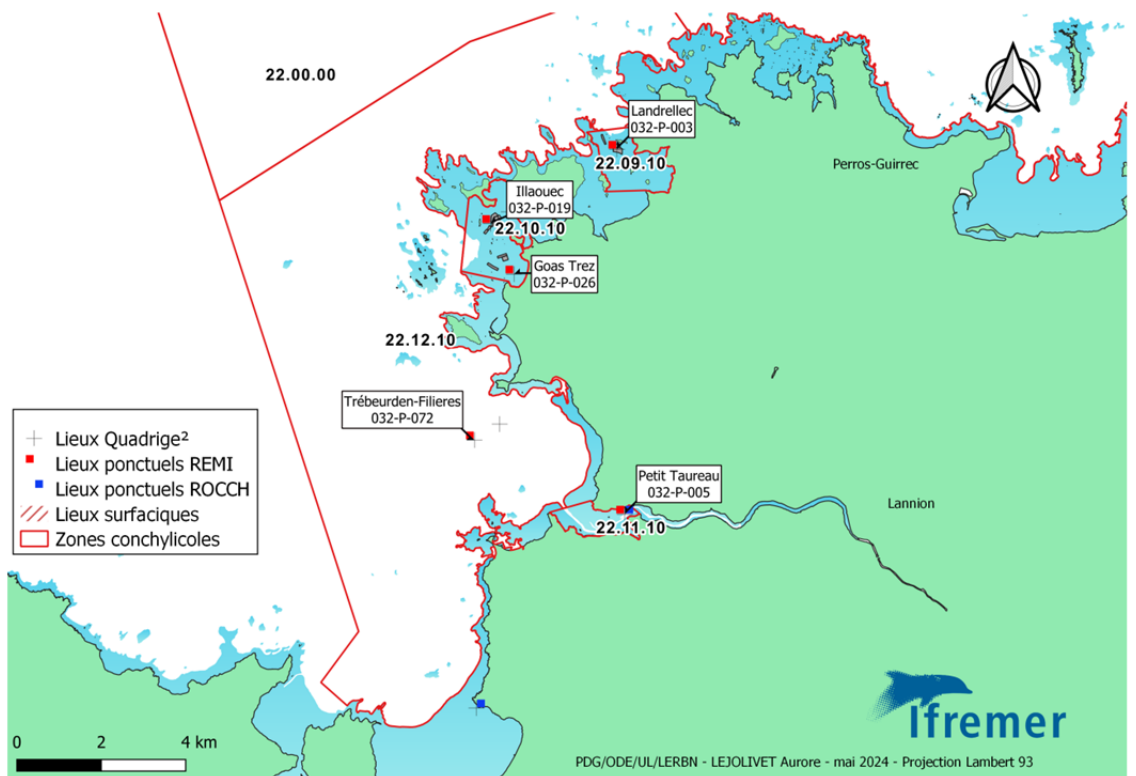 22.00.00
Landrellec
032-P-003
22.09.10
Perros-Guirrec
Illaouec
032-P-019
22.10.10
Goas Trez
032-P-026
22.12.10
Trébeurden-Filieres
032-P-072
Lieux Quadrige²
Lieux ponctuels REMI
Lieux ponctuels ROCCH
Lieux surfaciques
Zones conchylicoles
Petit Taureau
032-P-005
22.11.10
Lannion
Ifremer
0 2 4 km
PDG/ODE/UL/LERBN - LEJOLIVET Aurore - mai 2024 - Projection Lambert 93